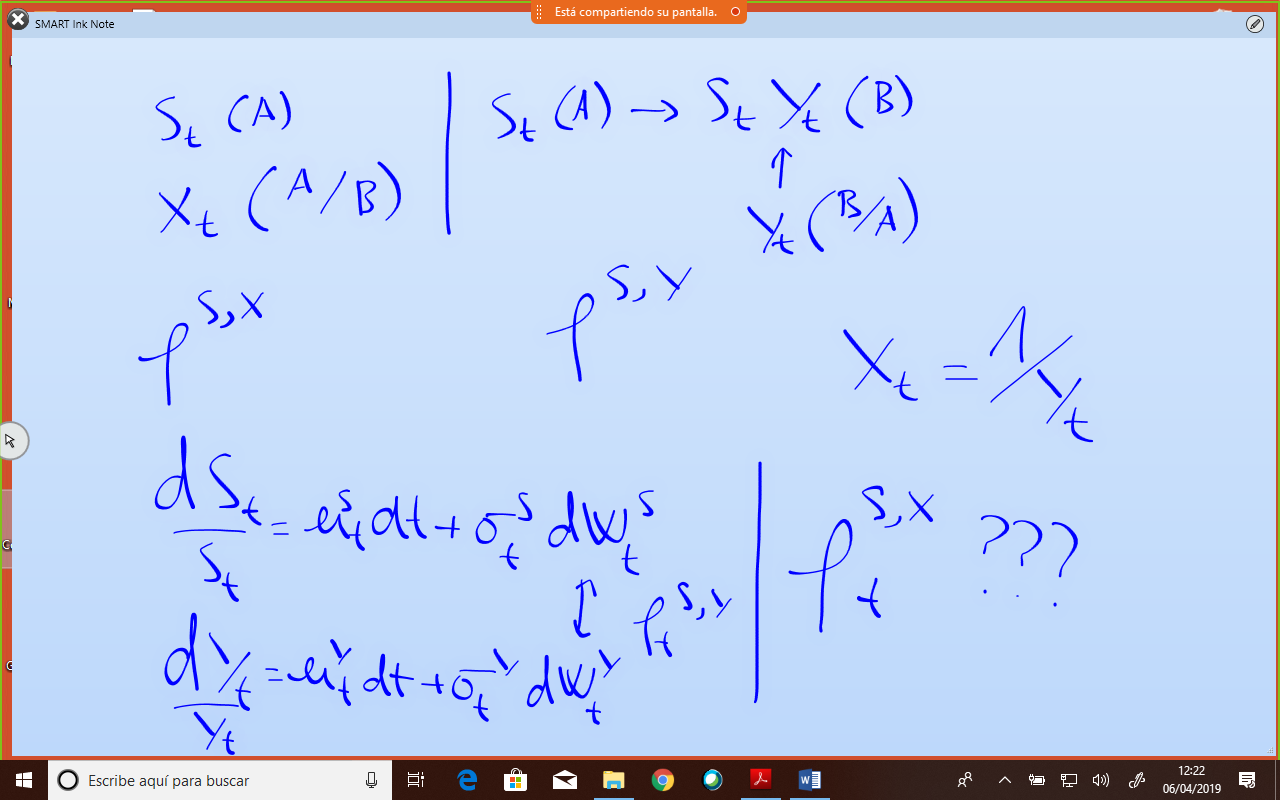 Está compartiendo su pantalla.
SMART Ink Note
S_t (A)
X_t (A/B)
S_t (A) → S_t Y_t (B)
↑
Y_t (B/A)
ρ^{S,X}
ρ^{S,Y}
X_t = 1/Y_t
dS_t/S_t = μ_t^S dt + σ_t^S dW_t^S
↕ ρ_t^{S,Y}
dY_t/Y_t = μ_t^Y dt + σ_t^Y dW_t^Y
ρ_t^{S,X} ???
Escribe aquí para buscar
12:22
06/04/2019